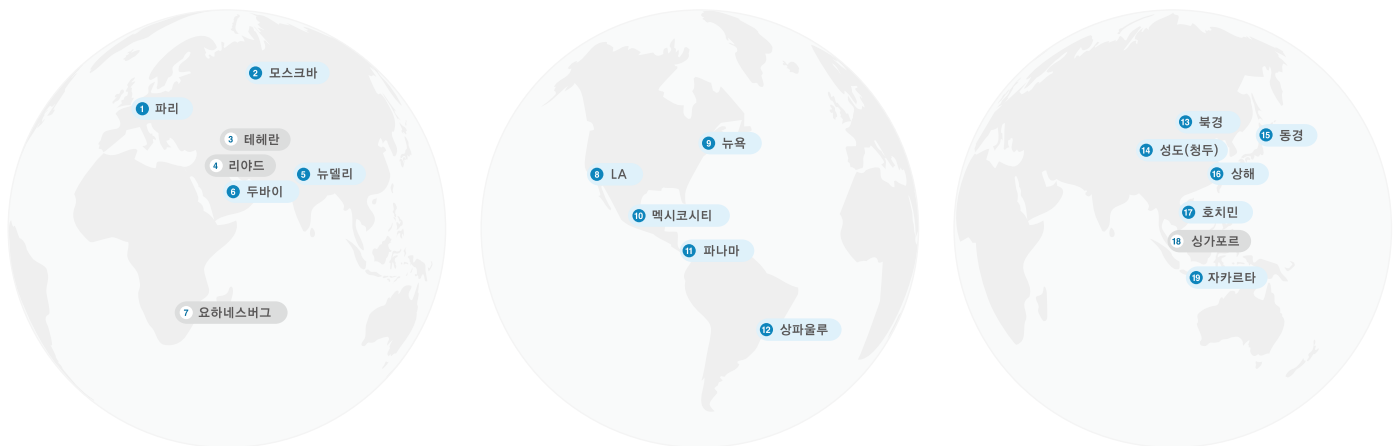 1 파리
2 모스크바
3 테헤란
4 리야드
5 뉴델리
6 두바이
7 요하네스버그
8 LA
9 뉴욕
10 멕시코시티
11 파나마
12 상파울루
13 북경
14 성도(청두)
15 동경
16 상해
17 호치민
18 싱가포르
19 자카르타